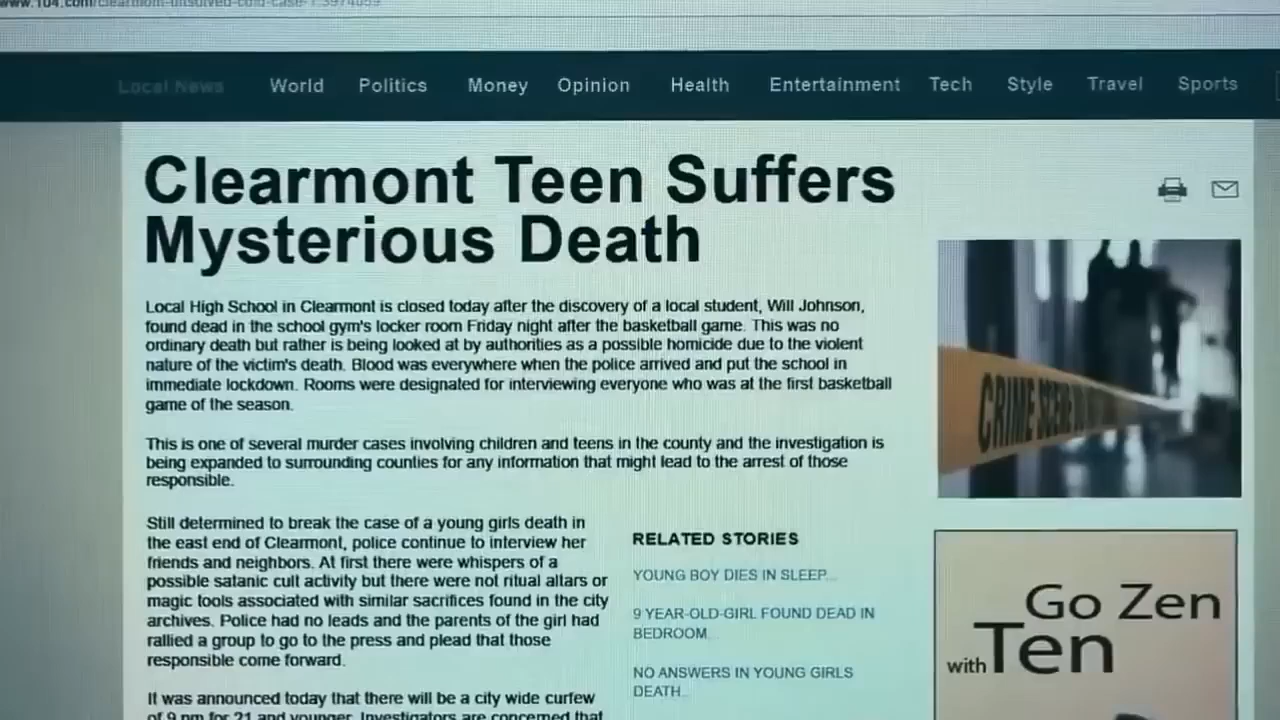 Local News World Politics Money Opinion Health Entertainment Tech Style Travel Sports
Clearmont Teen Suffers
Mysterious Death
Local High School in Clearmont is closed today after the discovery of a local student, Will Johnson,
found dead in the school gym's locker room Friday night after the basketball game. This was no
ordinary death but rather is being looked at by authorities as a possible homicide due to the violent
nature of the victim's death. Blood was everywhere when the police arrived and put the school in
immediate lockdown. Rooms were designated for interviewing everyone who was at the first basketball
game of the season.
This is one of several murder cases involving children and teens in the county and the investigation is
being expanded to surrounding counties for any information that might lead to the arrest of those
responsible.
Still determined to break the case of a young girls death in
the east end of Clearmont, police continue to interview her
friends and neighbors. At first there were whispers of a
possible satanic cult activity but there were not ritual altars or
magic tools associated with similar sacrifices found in the city
archives. Police had no leads and the parents of the girl had
rallied a group to go to the press and plead that those
responsible come forward.
It was announced today that there will be a city wide curfew
of 9 pm for 21 and younger. Investigators are concerned that
CRIME SCENE
RELATED STORIES
YOUNG BOY DIES IN SLEEP...
9 YEAR-OLD-GIRL FOUND DEAD IN
BEDROOM...
NO ANSWERS IN YOUNG GIRLS
DEATH...
Go Zen
with Ten